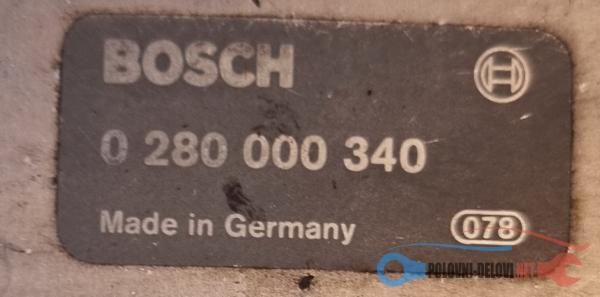 BOSCH
0 280 000 340
Made in Germany 078
POLOVNI-DELOVI.NET